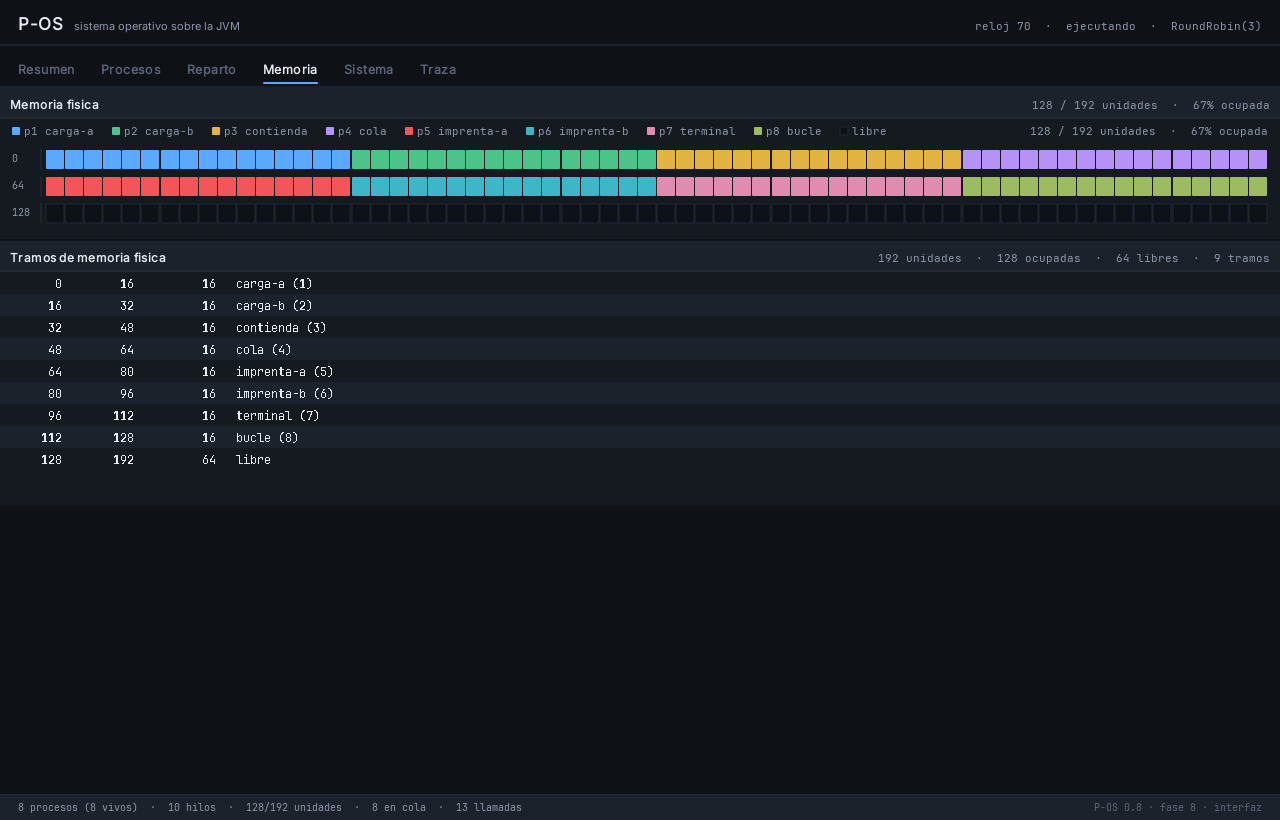 P-OS sistema operativo sobre la JVM reloj 70 · ejecutando · RoundRobin(3)
Resumen Procesos Reparto Memoria Sistema Traza
Memoria fisica 128 / 192 unidades · 67% ocupada
p1 carga-a p2 carga-b p3 contienda p4 cola p5 imprenta-a p6 imprenta-b p7 terminal p8 bucle libre 128 / 192 unidades · 67% ocupada
0
64
128
Tramos de memoria fisica 192 unidades · 128 ocupadas · 64 libres · 9 tramos
0 16 16 carga-a (1)
16 32 16 carga-b (2)
32 48 16 contienda (3)
48 64 16 cola (4)
64 80 16 imprenta-a (5)
80 96 16 imprenta-b (6)
96 112 16 terminal (7)
112 128 16 bucle (8)
128 192 64 libre
8 procesos (8 vivos) · 10 hilos · 128/192 unidades · 8 en cola · 13 llamadas P-OS 0.8 · fase 8 · interfaz